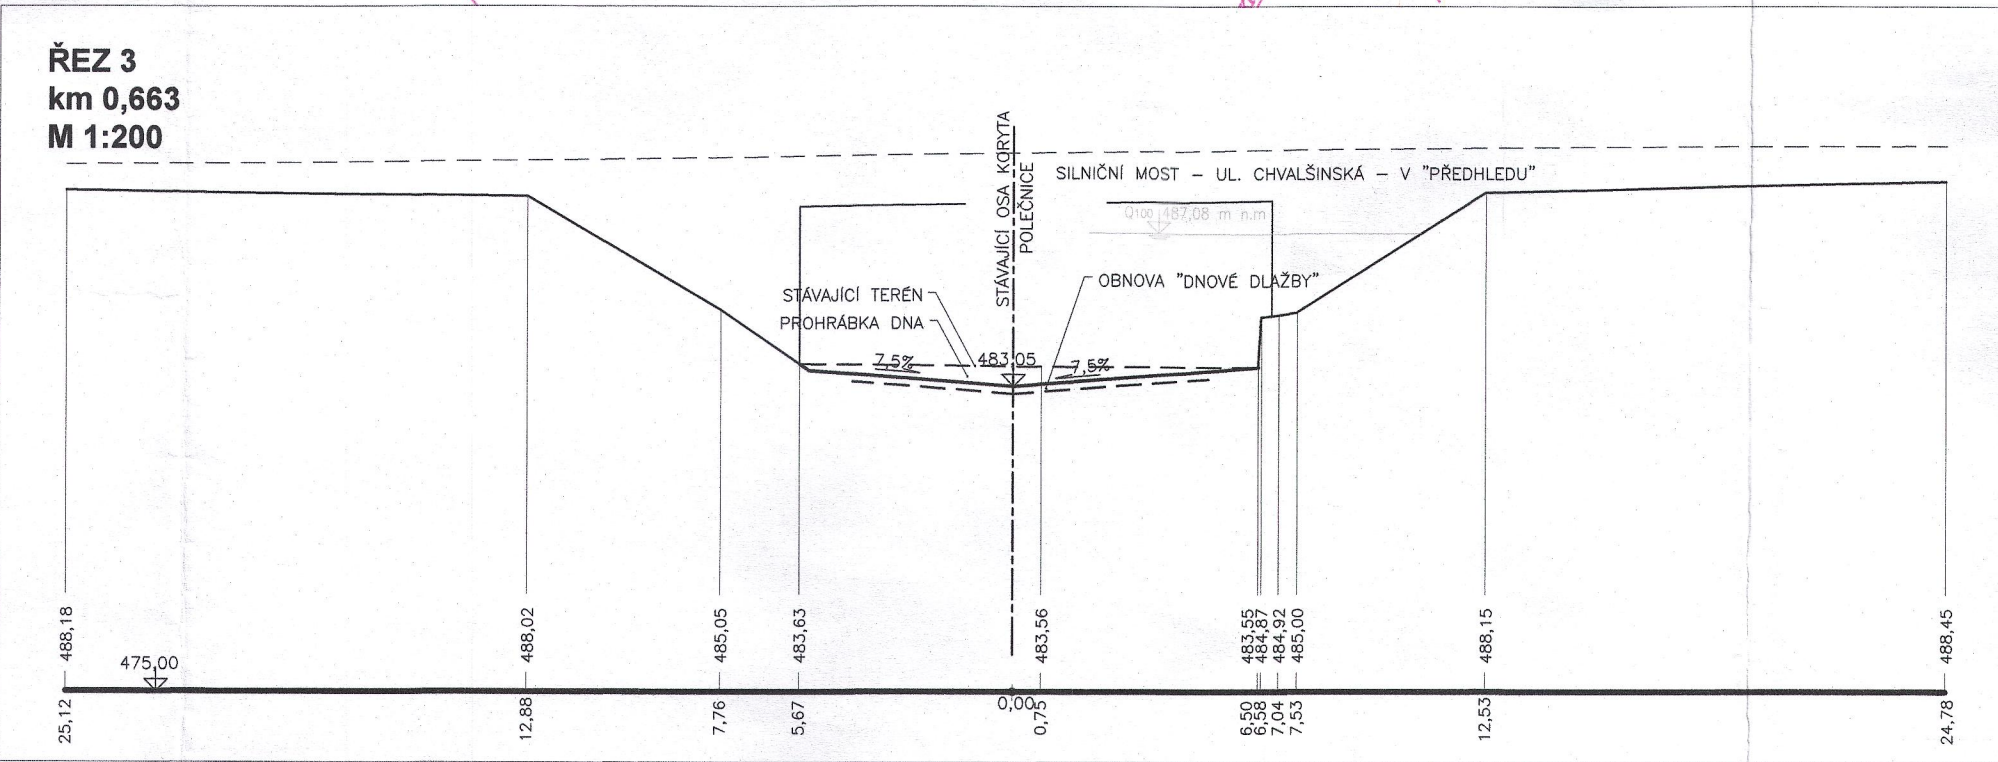 ŘEZ 3
km 0,663
M 1:200
STÁVAJÍCÍ OSA KORYTA
POLEČNICE
SILNIČNÍ MOST – UL. CHVALŠINSKÁ – V "PŘEDHLEDU"
Q100 487,08 m n.m
OBNOVA "DNOVÉ DLAŽBY"
STÁVAJÍCÍ TERÉN
PROHRÁBKA DNA
7,5%
483,05
7,5%
488,18
488,02
485,05
483,63
483,56
483,55
484,87
484,92
485,00
488,15
488,45
475,00
25,12
12,88
7,76
5,67
0,00
0,75
6,50
6,58
7,04
7,53
12,53
24,78